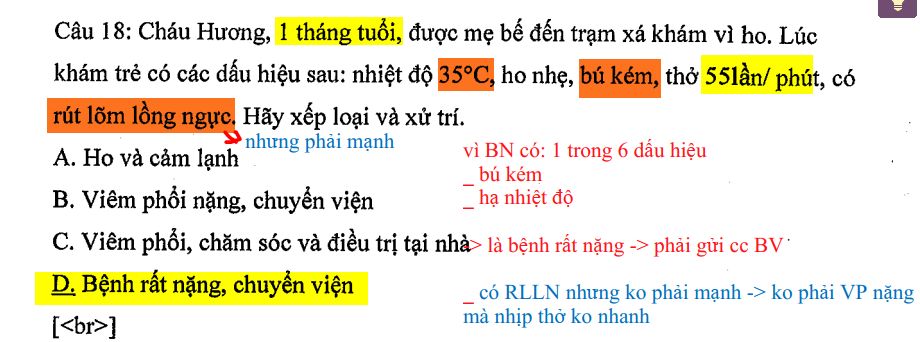 Câu 18: Cháu Hương, 1 tháng tuổi, được mẹ bế đến trạm xá khám vì ho. Lúc
khám trẻ có các dấu hiệu sau: nhiệt độ 35°C, ho nhẹ, bú kém, thở 55lần/ phút, có
rút lõm lồng ngực. Hãy xếp loại và xử trí.
nhưng phải mạnh
A. Ho và cảm lạnh
B. Viêm phổi nặng, chuyển viện
C. Viêm phổi, chăm sóc và điều trị tại nhà
D. Bệnh rất nặng, chuyển viện
[<br>]
vì BN có: 1 trong 6 dấu hiệu
_ bú kém
_ hạ nhiệt độ
> là bệnh rất nặng -> phải gửi cc BV
_ có RLLN nhưng ko phải mạnh -> ko phải VP nặng
mà nhịp thở ko nhanh